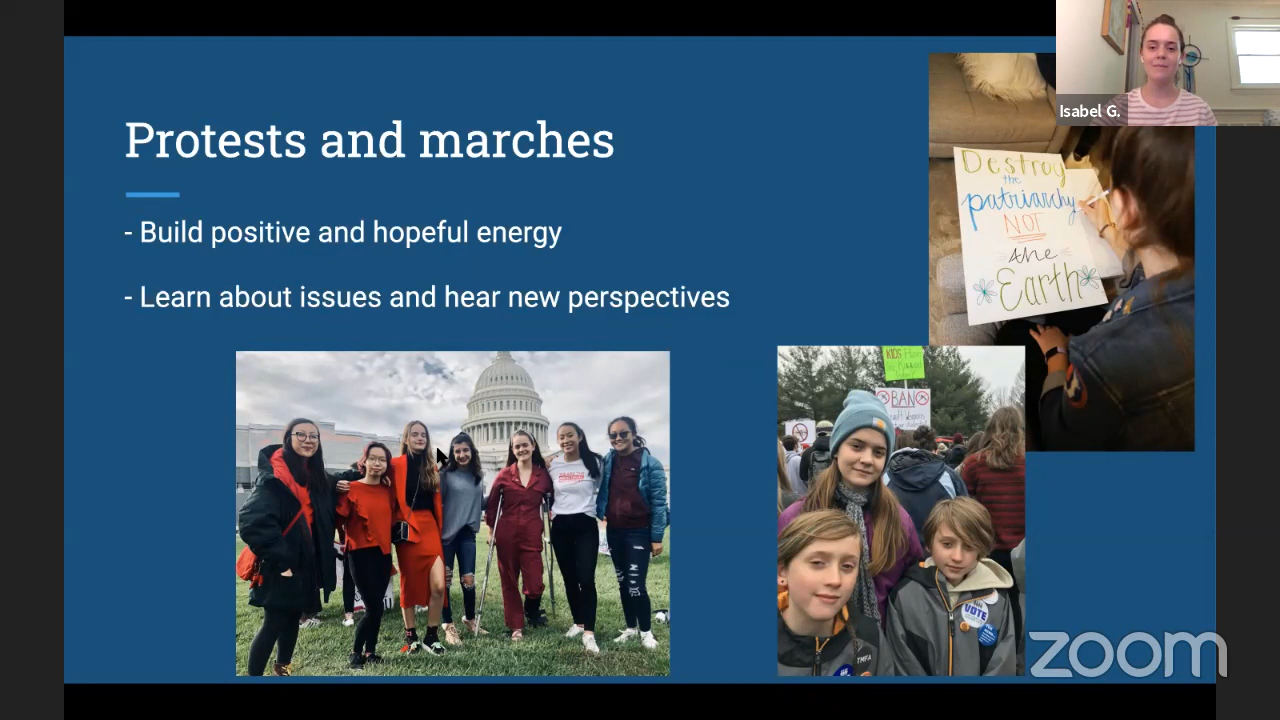 Protests and marches
- Build positive and hopeful energy
- Learn about issues and hear new perspectives
Isabel G.
Destroy
the
patriarchy
NOT
the
Earth
KIDS
BAN
VOTE
zoom